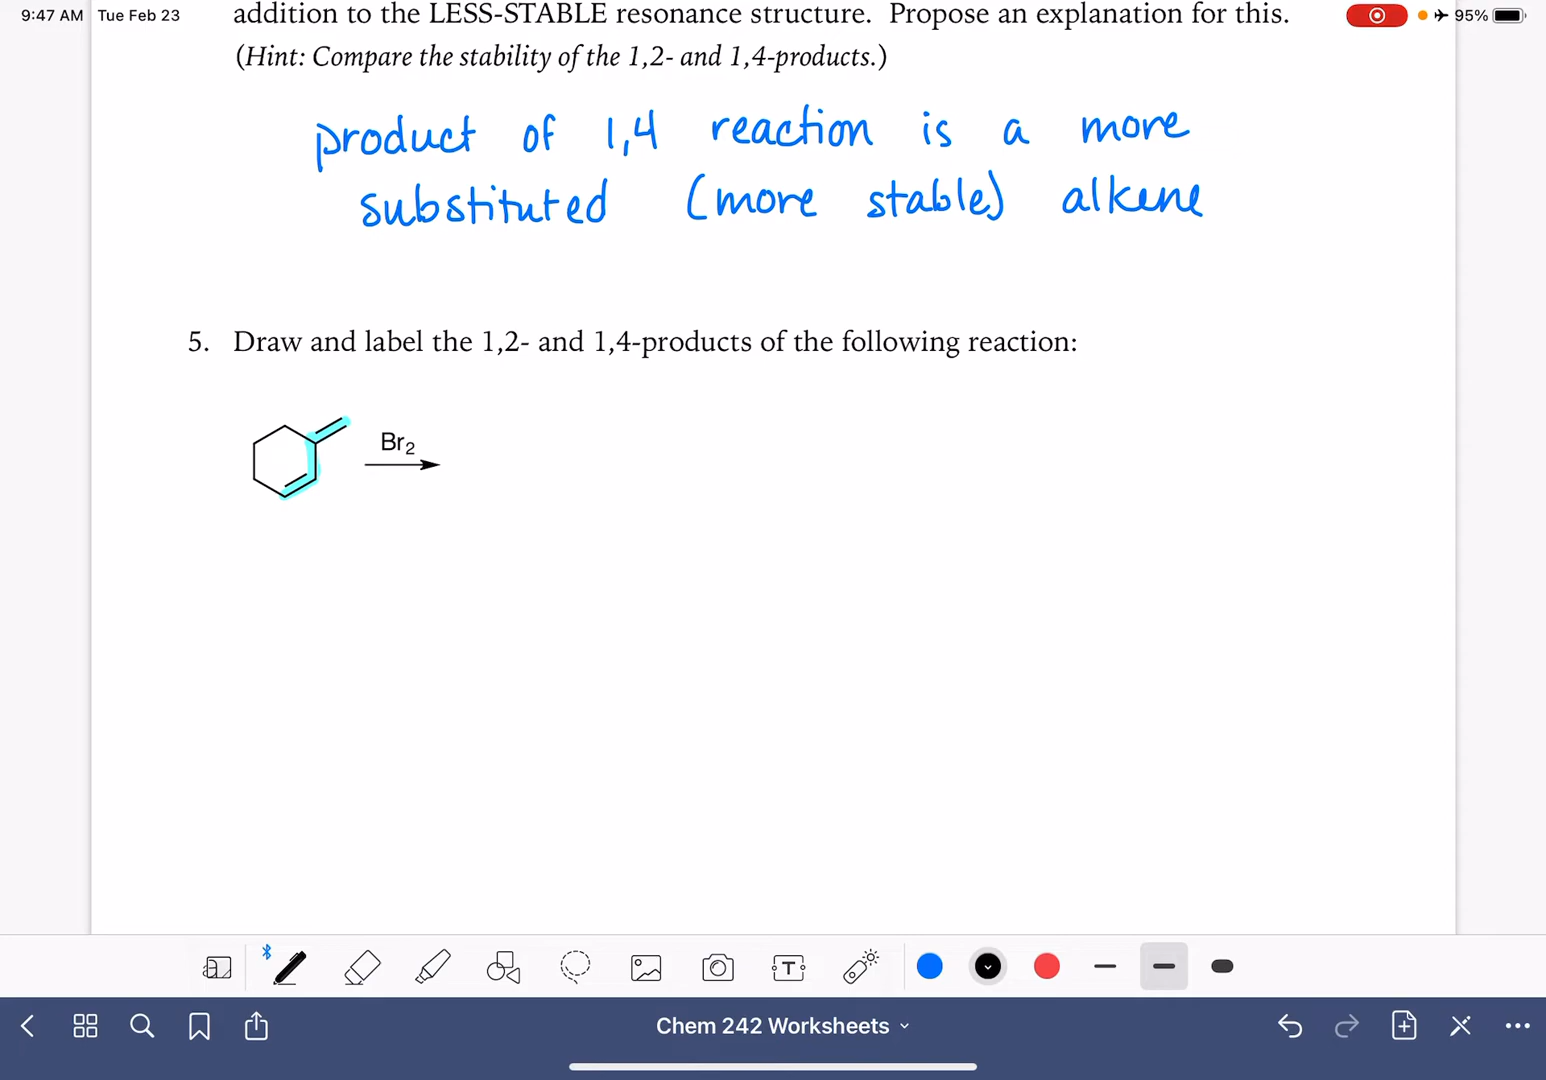 9:47 AM Tue Feb 23
95%
addition to the LESS-STABLE resonance structure. Propose an explanation for this.
(Hint: Compare the stability of the 1,2- and 1,4-products.)
product of 1,4 reaction is a more
substituted (more stable) alkene
5. Draw and label the 1,2- and 1,4-products of the following reaction:
Br2
a
T
Chem 242 Worksheets